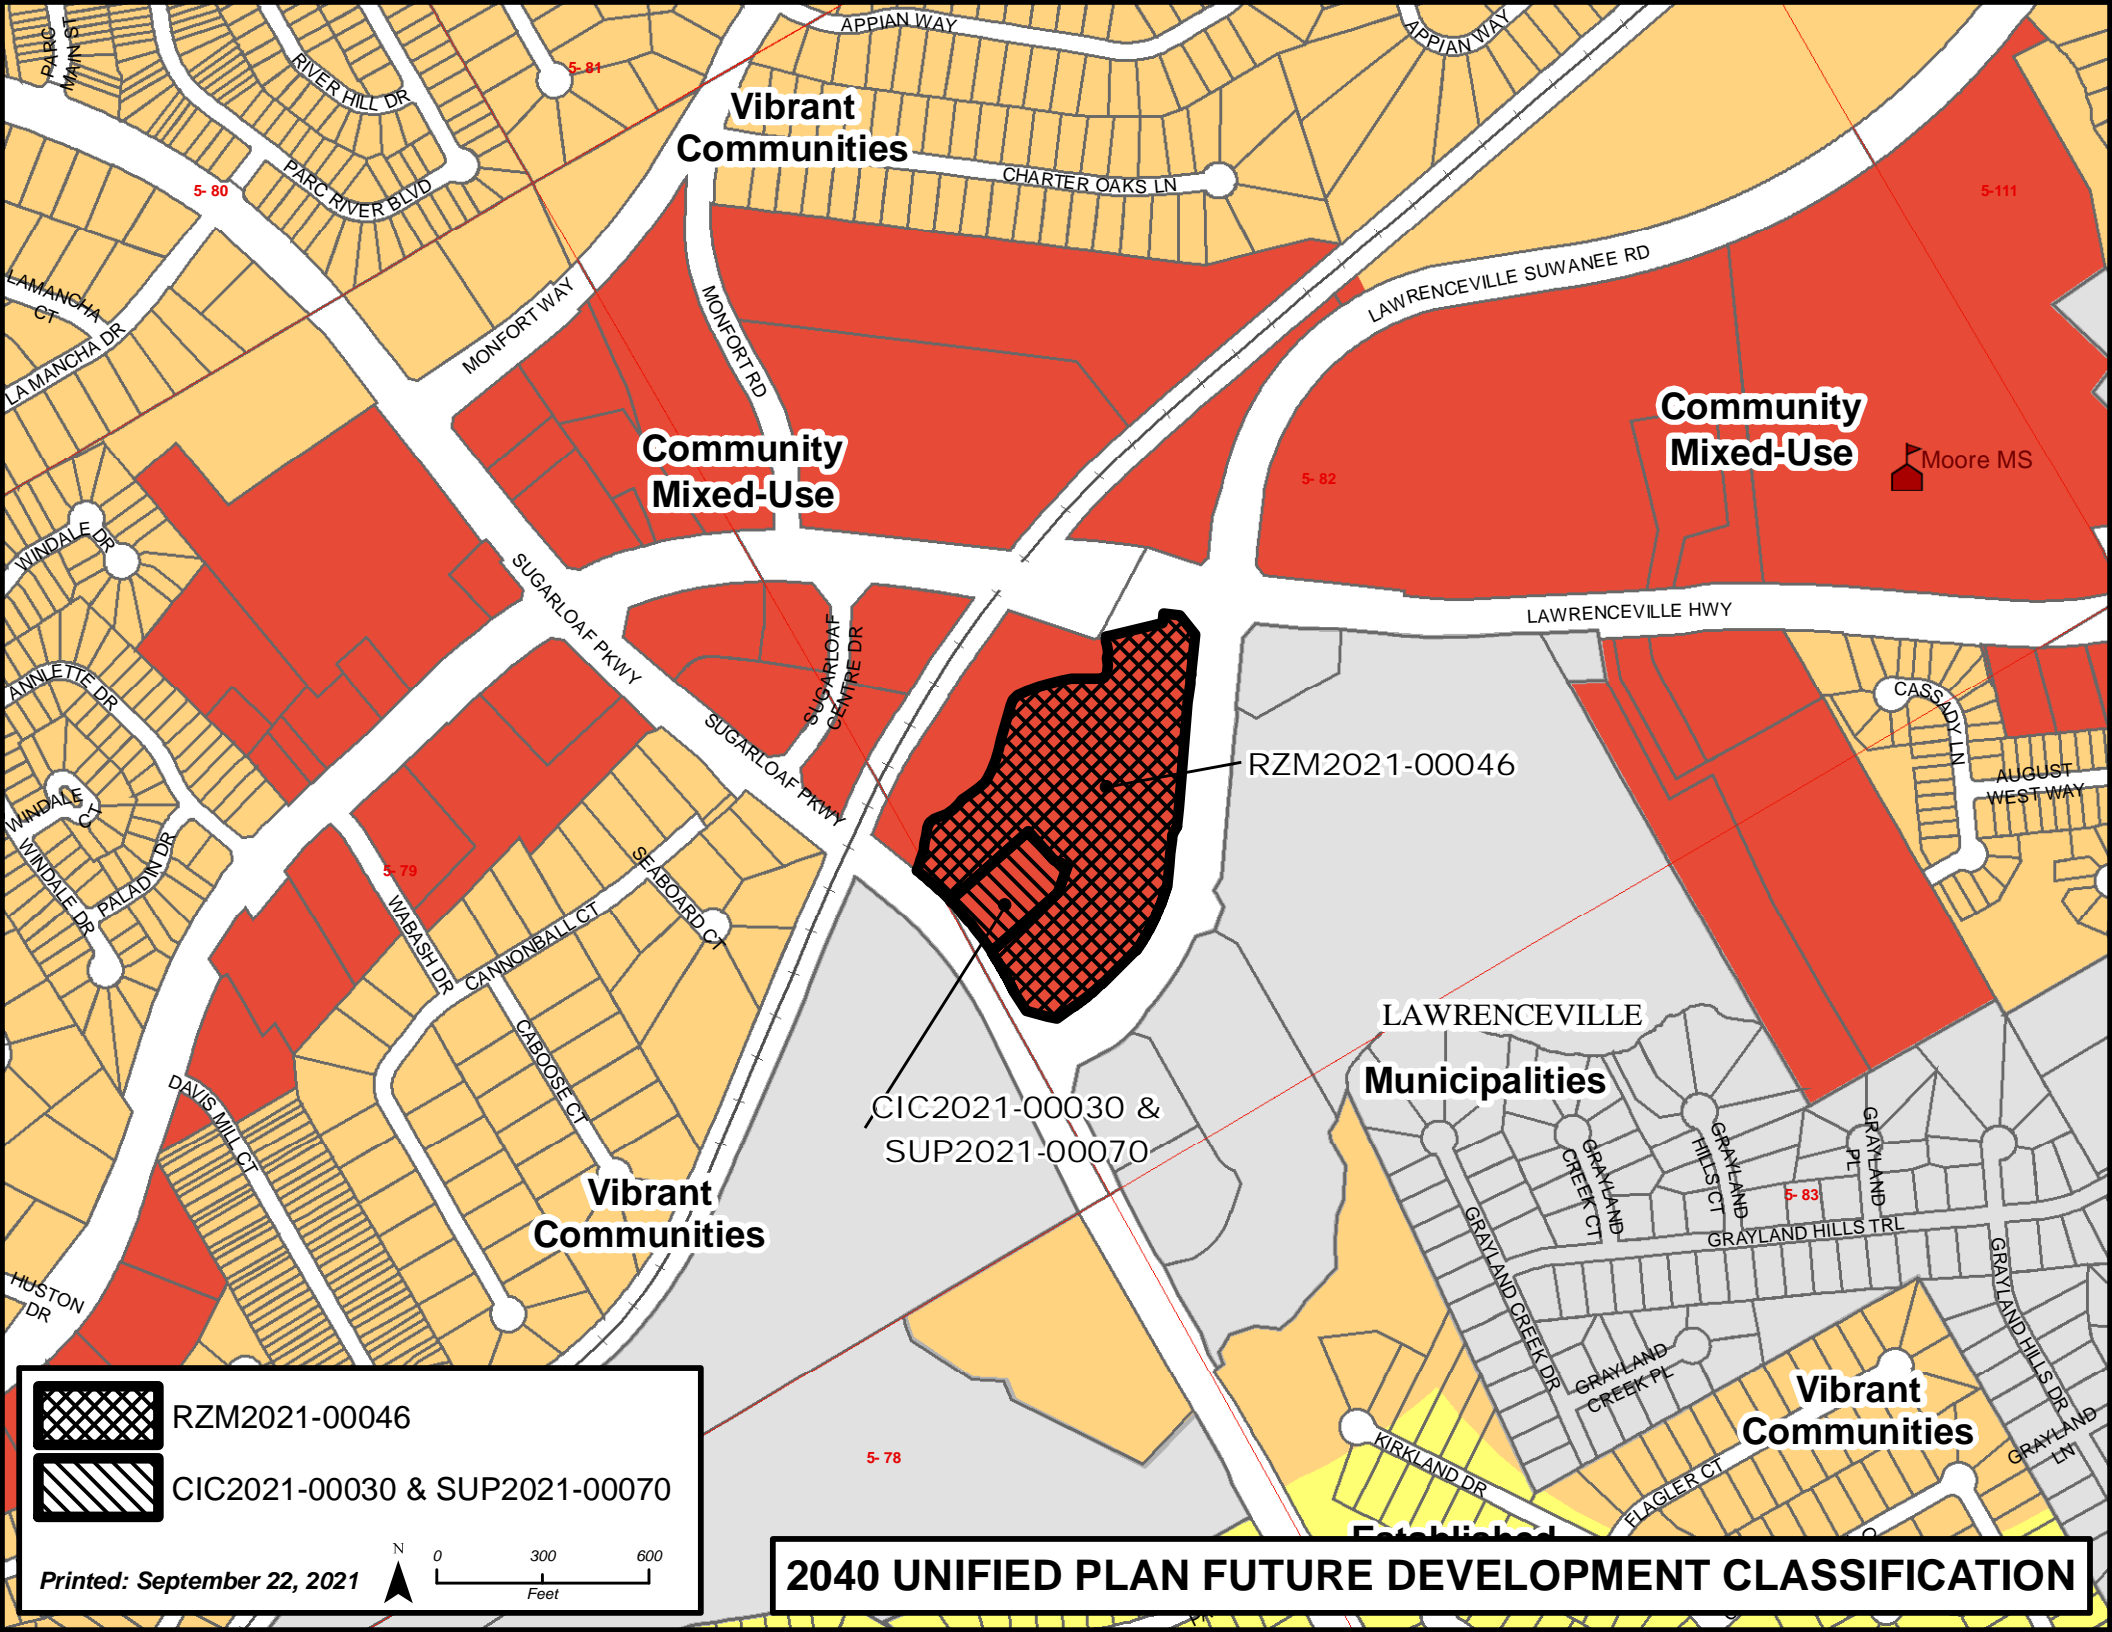 PARC
MAIN ST
RIVER HILL DR
5- 81
APPIAN WAY
APPIAN WAY
Vibrant
Communities
CHARTER OAKS LN
PARC RIVER BLVD
5- 80
5-111
LAMANCHA
CT
LA MANCHA DR
MONFORT WAY
MONFORT RD
LAWRENCEVILLE SUWANEE RD
Community
Mixed-Use
Community
Mixed-Use
Moore MS
5- 82
WINDALE DR
SUGARLOAF PKWY
LAWRENCEVILLE HWY
SUGARLOAF
CENTRE DR
ANNLETTE DR
CASSADY LN
SUGARLOAF PKWY
RZM2021-00046
AUGUST
WEST WAY
WINDALE
CT
WINDALE DR
PALADIN DR
5- 79
WABASH DR
SEABOARD CT
CANNONBALL CT
CABOOSE CT
LAWRENCEVILLE
Municipalities
DAVIS MILL CT
CIC2021-00030 &
SUP2021-00070
GRAYLAND
CREEK CT
GRAYLAND
HILLS CT
GRAYLAND
PL
5- 83
Vibrant
Communities
GRAYLAND HILLS TRL
GRAYLAND CREEK DR
GRAYLAND HILLS DR
HUSTON
DR
GRAYLAND
CREEK PL
Vibrant
Communities
GRAYLAND
LN
KIRKLAND DR
FLAGLER CT
5- 78
Established
RZM2021-00046
CIC2021-00030 & SUP2021-00070
Printed: September 22, 2021
N
0 300 600
Feet
2040 UNIFIED PLAN FUTURE DEVELOPMENT CLASSIFICATION